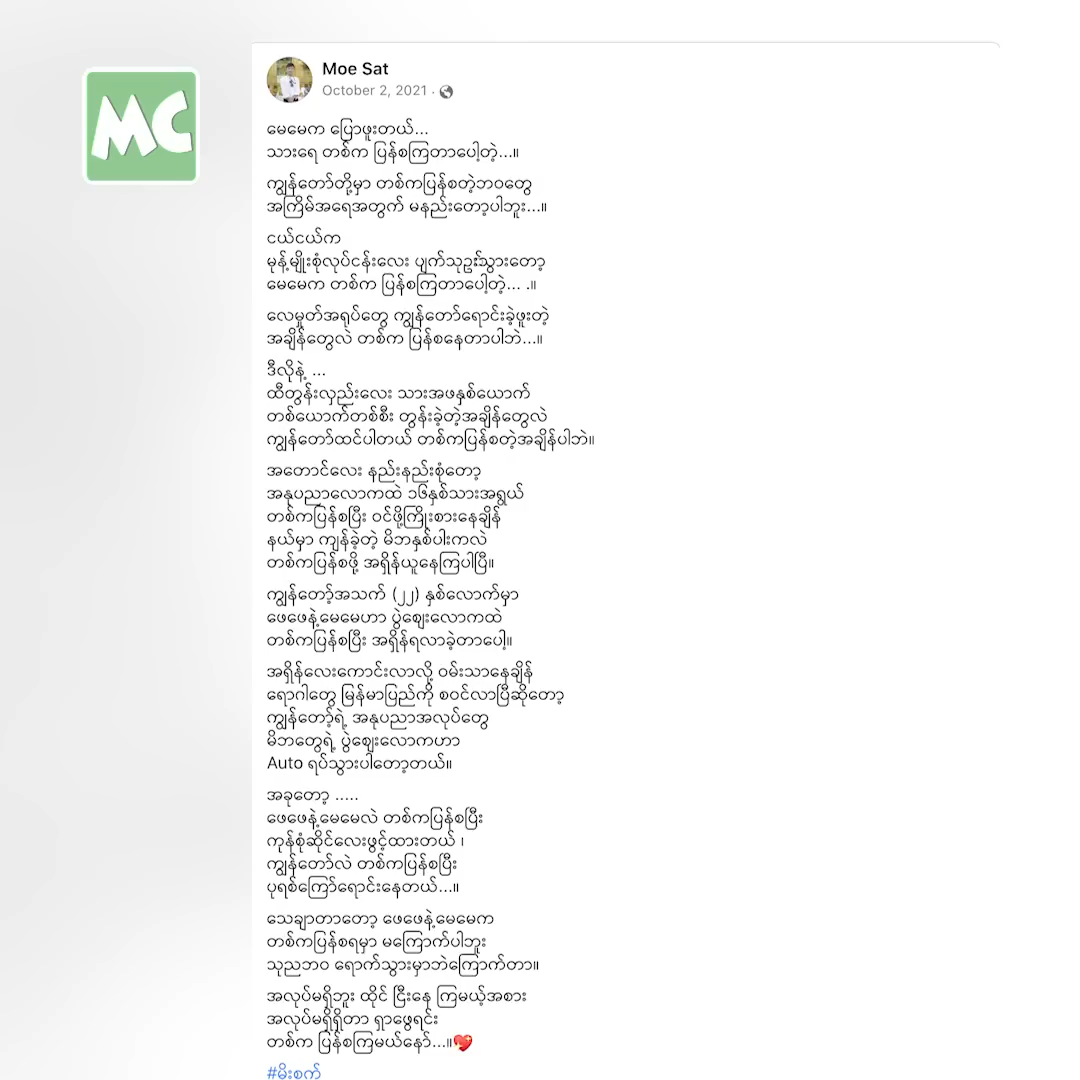 MC
Moe Sat
October 2, 2021 ·
မေမေက ပြောဖူးတယ်...
သားရေ တစ်က ပြန်စကြတာပေါ့တဲ့...။
ကျွန်တော်တို့မှာ တစ်ကပြန်စတဲ့ဘဝတွေ
အကြိမ်အရေအတွက် မနည်းတော့ပါဘူး...။
ငယ်ငယ်က
မုန့်မျိုးစုံလုပ်ငန်းလေး ပျက်သုဥးသွားတော့
မေမေက တစ်က ပြန်စကြတာပေါ့တဲ့... .။
လေမှုတ်အရုပ်တွေ ကျွန်တော်ရောင်းခဲ့ဖူးတဲ့
အချိန်တွေလဲ တစ်က ပြန်စနေတာပါဘဲ...။
ဒီလိုနဲ့ ...
ထီတွန်းလှည်းလေး သားအဖနှစ်ယောက်
တစ်ယောက်တစ်စီး တွန်းခဲ့တဲ့အချိန်တွေလဲ
ကျွန်တော်ထင်ပါတယ် တစ်ကပြန်စတဲ့အချိန်ပါဘဲ။
အတောင်လေး နည်းနည်းစုံတော့
အနုပညာလောကထဲ ၁၆နှစ်သားအရွယ်
တစ်ကပြန်စပြီး ဝင်ဖို့ကြိုးစားနေချိန်
နယ်မှာ ကျန်ခဲ့တဲ့ မိဘနှစ်ပါးကလဲ
တစ်ကပြန်စဖို့ အရှိန်ယူနေကြပါပြီ။
ကျွန်တော့်အသက် (၂၂) နှစ်လောက်မှာ
ဖေဖေနဲ့မေမေဟာ ပွဲဈေးလောကထဲ
တစ်ကပြန်စပြီး အရှိန်ရလာခဲ့တာပေါ့။
အရှိန်လေးကောင်းလာလို့ ဝမ်းသာနေချိန်
ရောဂါတွေ မြန်မာပြည်ကို စဝင်လာပြီဆိုတော့
ကျွန်တော့်ရဲ့ အနုပညာအလုပ်တွေ
မိဘတွေရဲ့ ပွဲဈေးလောကဟာ
Auto ရပ်သွားပါတော့တယ်။
အခုတော့ .....
ဖေဖေနဲ့မေမေလဲ တစ်ကပြန်စပြီး
ကုန်စုံဆိုင်လေးဖွင့်ထားတယ် ၊
ကျွန်တော်လဲ တစ်ကပြန်စပြီး
ပုရစ်ကြော်ရောင်းနေတယ်...။
သေချာတာတော့ ဖေဖေနဲ့မေမေက
တစ်ကပြန်စရမှာ မကြောက်ပါဘူး
သုညဘဝ ရောက်သွားမှာဘဲကြောက်တာ။
အလုပ်မရှိဘူး ထိုင် ငြီးနေ ကြမယ့်အစား
အလုပ်မရှိရှိတာ ရှာဖွေရင်း
တစ်က ပြန်စကြမယ်နော်...။💖
#မိုးစက်